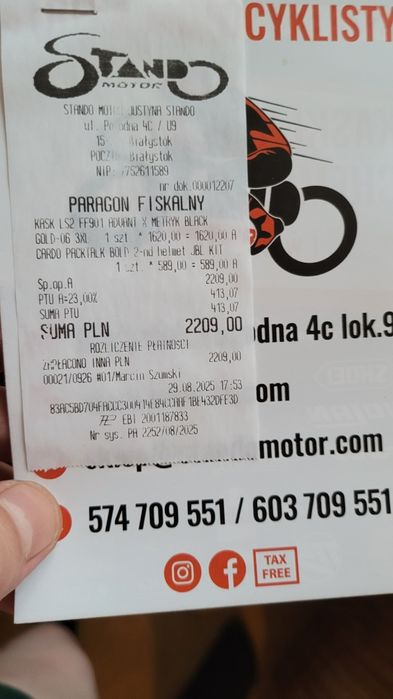 CYKLISTY
STANDO
MOTOR
STANDO JUSTYNA STANDO
ul. 4C / U9
15 Białystok
Białystok
NIP:
nr dok.000012207
PARAGON FISKALNY
KASK LS2 FF901 ADVANT X METRYK BLACK
GOLD-06 3XL 1 szt * 1620,00 = 1620,00 A
CARDO PACKTALK BOLD 2-nd helmet JBL KIT
1 szt. * 589,00 = 589,00 A
Sp.op.A 2209,00
PTU A=23,00% 413,07
SUMA PTU 413,07
SUMA PLN 2209,00
ROZLICZENIE PŁATNOŚCI
ZAPŁACONO INNA PLN 2209,00
00021/0926 #01/Marcin Szumski
29.08.2025 17:53
EBI 2001187833
Nr sys. PA 2252/08/2025
dna 4c lok.9
om
motor.com
574 709 551 / 603 709 551
TAX
FREE